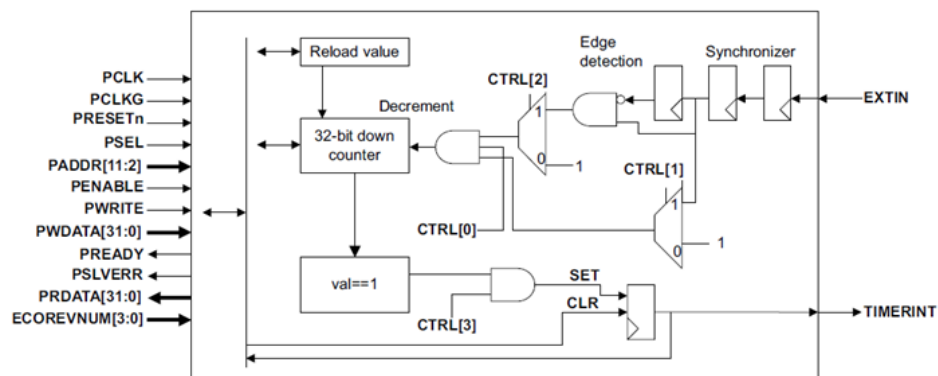 PCLK
PCLKG
PRESETn
PSEL
PADDR[11:2]
PENABLE
PWRITE
PWDATA[31:0]
PREADY
PSLVERR
PRDATA[31:0]
ECOREVNUM[3:0]
Reload value
Decrement
32-bit down
counter
val==1
CTRL[0]
CTRL[3]
CTRL[2]
1
0
1
Edge
detection
Synchronizer
CTRL[1]
1
0
1
SET
CLR
EXTIN
TIMERINT